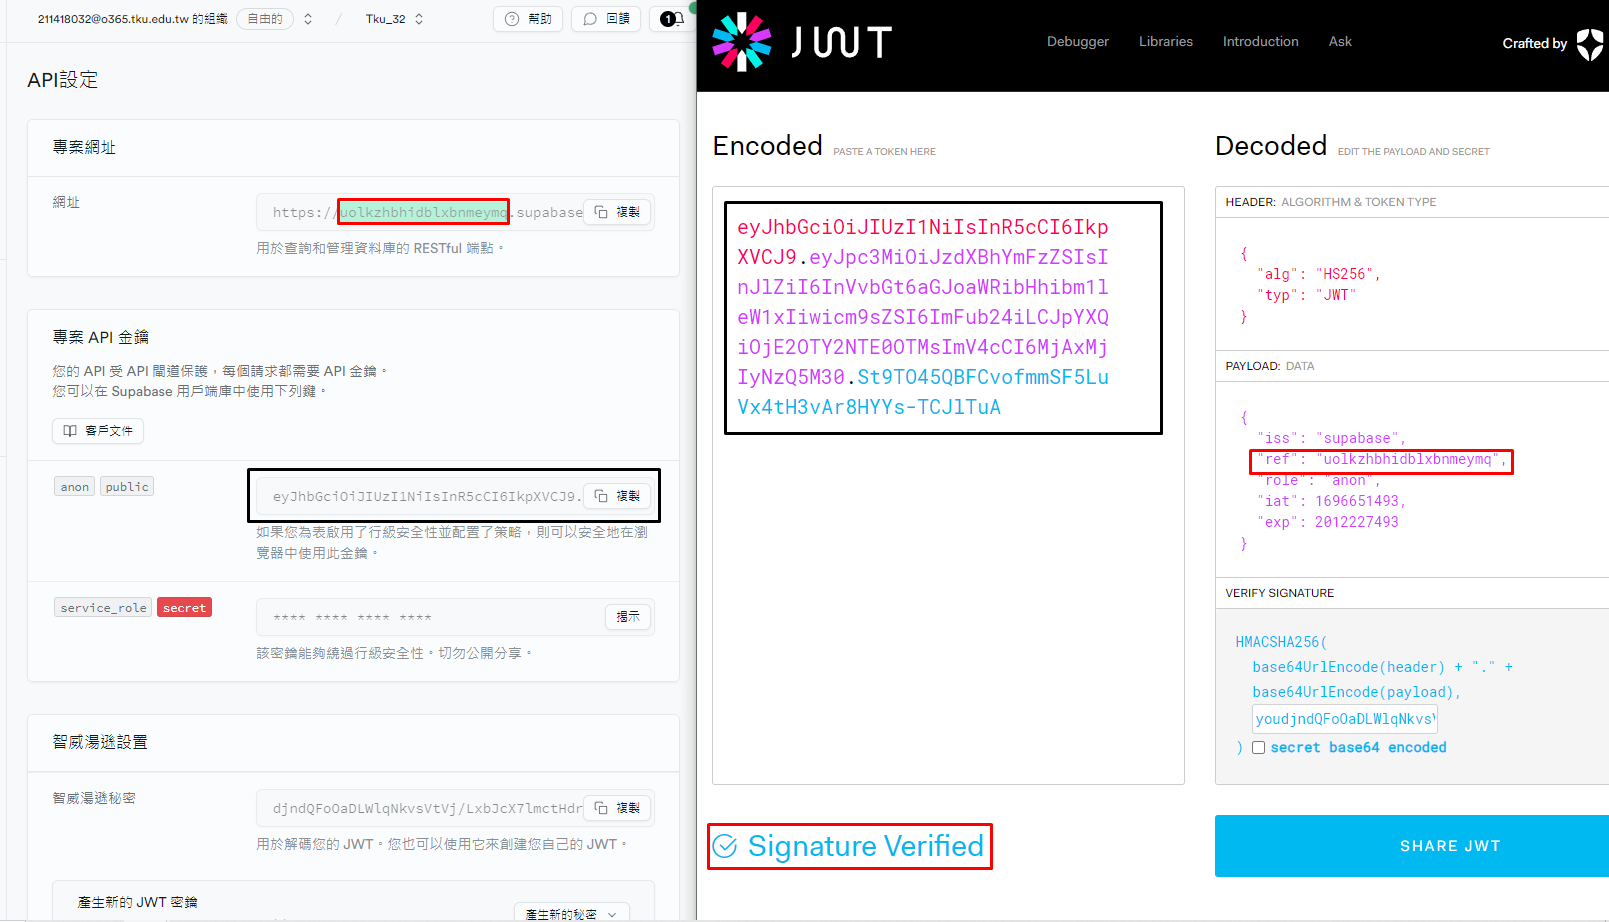 211418032@o365.tku.edu.tw 的組織
自由的
/
Tku_32
幫助
回饋
1
API設定
專案網址
網址
https://uolkzhbhidblxbnmeymq.supabase
複製
用於查詢和管理資料庫的 RESTful 端點。
專案 API 金鑰
您的 API 受 API 閘道保護，每個請求都需要 API 金鑰。
您可以在 Supabase 用戶端庫中使用下列鍵。
客戶文件
anon
public
eyJhbGciOiJIUzI1NiIsInR5cCI6IkpXVCJ9.
複製
如果您為表啟用了行級安全性並配置了策略，則可以安全地在瀏
覽器中使用此金鑰。
service_role
secret
**** **** **** ****
揭示
該密鑰能夠繞過行級安全性。切勿公開分享。
智威湯遜設置
智威湯遜秘密
djndQFoOaDLWlqNkvsVtVj/LxbJcX7lmctHdr
複製
用於解碼您的 JWT。您也可以使用它來創建您自己的 JWT。
產生新的 JWT 密鑰
產生新的秘密
JWT
Debugger
Libraries
Introduction
Ask
Crafted by
Encoded
PASTE A TOKEN HERE
eyJhbGciOiJIUzI1NiIsInR5cCI6Ikp
XVCJ9.eyJpc3MiOiJzdXBhYmFzZSIsI
nJlZiI6InVvbGt6aGJoaWRibHhibm1l
eW1xIiwicm9sZSI6ImFub24iLCJpYXQ
iOjE2OTY2NTE0OTMsImV4cCI6MjAxMj
IyNzQ5M30.St9TO45QBFCvofmmSF5Lu
Vx4tH3vAr8HYYs-TCJlTuA
Signature Verified
Decoded
EDIT THE PAYLOAD AND SECRET
HEADER: ALGORITHM & TOKEN TYPE
{
"alg": "HS256",
"typ": "JWT"
}
PAYLOAD: DATA
{
"iss": "supabase",
"ref": "uolkzhbhidblxbnmeymq",
"role": "anon",
"iat": 1696651493,
"exp": 2012227493
}
VERIFY SIGNATURE
HMACSHA256(
base64UrlEncode(header) + "." +
base64UrlEncode(payload),
youdjndQFoOaDLWlqNkvsV
) secret base64 encoded
SHARE JWT